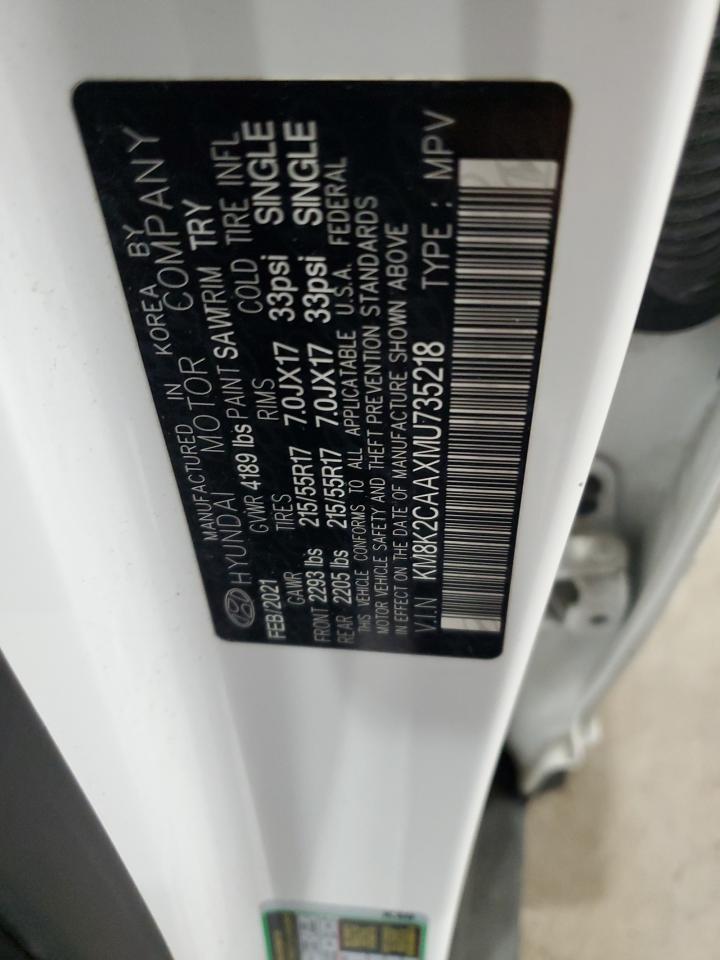 MANUFACTURED IN KOREA BY
HYUNDAI MOTOR COMPANY
FEB/2021 GVWR 4189 lbs PAINT SAWTRIM TRY
GAWR TIRES RIMS COLD TIRE INFL
FRONT 2293 lbs 215/55R17 7.0JX17 33psi SINGLE
REAR 2205 lbs 215/55R17 7.0JX17 33psi SINGLE
THIS VEHICLE CONFORMS TO ALL APPLICABLE U.S.A. FEDERAL
MOTOR VEHICLE SAFETY AND THEFT PREVENTION STANDARDS
IN EFFECT ON THE DATE OF MANUFACTURE SHOWN ABOVE
V.I.N KM8K2CAAXMU735218 TYPE : MPV